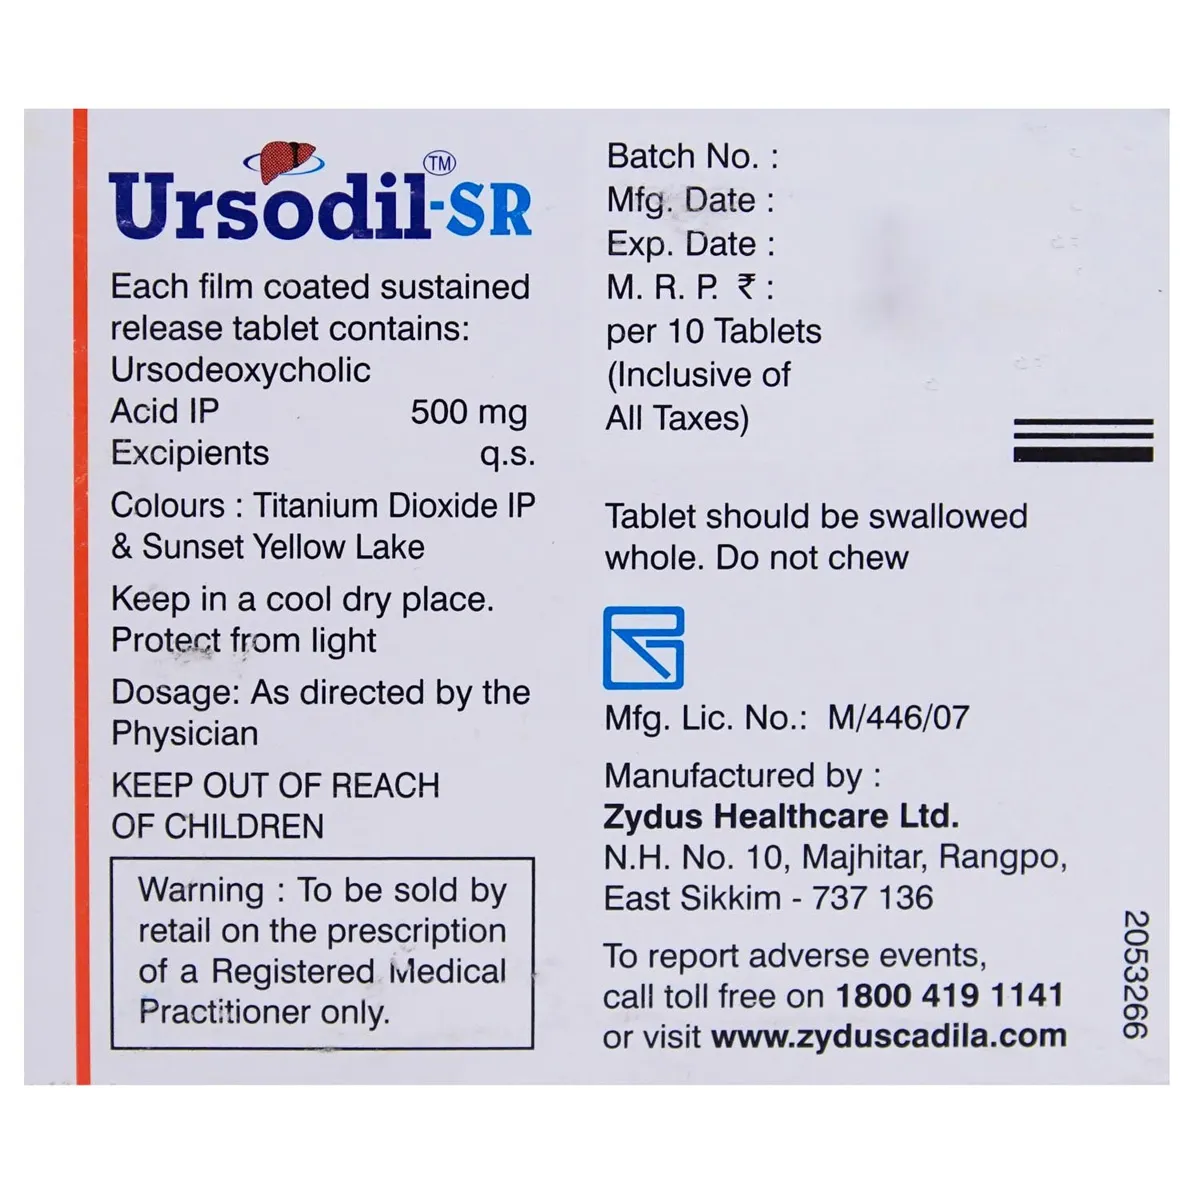 Ursodil-SR TM
Each film coated sustained
release tablet contains:
Ursodeoxycholic
Acid IP 500 mg
Excipients q.s.
Colours : Titanium Dioxide IP
& Sunset Yellow Lake
Keep in a cool dry place.
Protect from light
Dosage: As directed by the
Physician
KEEP OUT OF REACH
OF CHILDREN
Warning : To be sold by
retail on the prescription
of a Registered Medical
Practitioner only.
Batch No. :
Mfg. Date :
Exp. Date :
M. R. P. ₹ :
per 10 Tablets
(Inclusive of
All Taxes)
Tablet should be swallowed
whole. Do not chew
Mfg. Lic. No.: M/446/07
Manufactured by :
Zydus Healthcare Ltd.
N.H. No. 10, Majhitar, Rangpo,
East Sikkim - 737 136
To report adverse events,
call toll free on 1800 419 1141
or visit www.zyduscadila.com
2053266